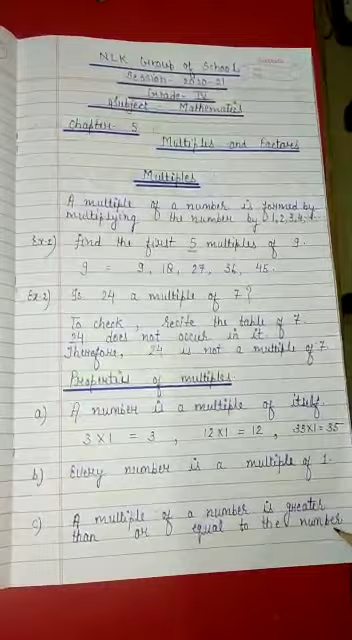 NLK Group of Schools
Session - 2020-21
Grade - IV
Subject - Mathematics
Chapter - 5
Multiples and Factors
Multiples
A multiple of a number is formed by
multiplying the number by 1,2,3,4,
Ex-1) find the first 5 multiples of 9.
9 = 9, 18, 27, 36, 45.
Ex-2) Is 24 a multiple of 7?
To check, recite the table of 7.
24 does not occur in it.
Therefore, 24 is not a multiple of 7
Properties of multiples.
a) A number is a multiple of itself.
3 X 1 = 3 , 12 X 1 = 12 , 35X1 = 35
b) Every number is a multiple of 1.
c) A multiple of a number is greater
than or equal to the number